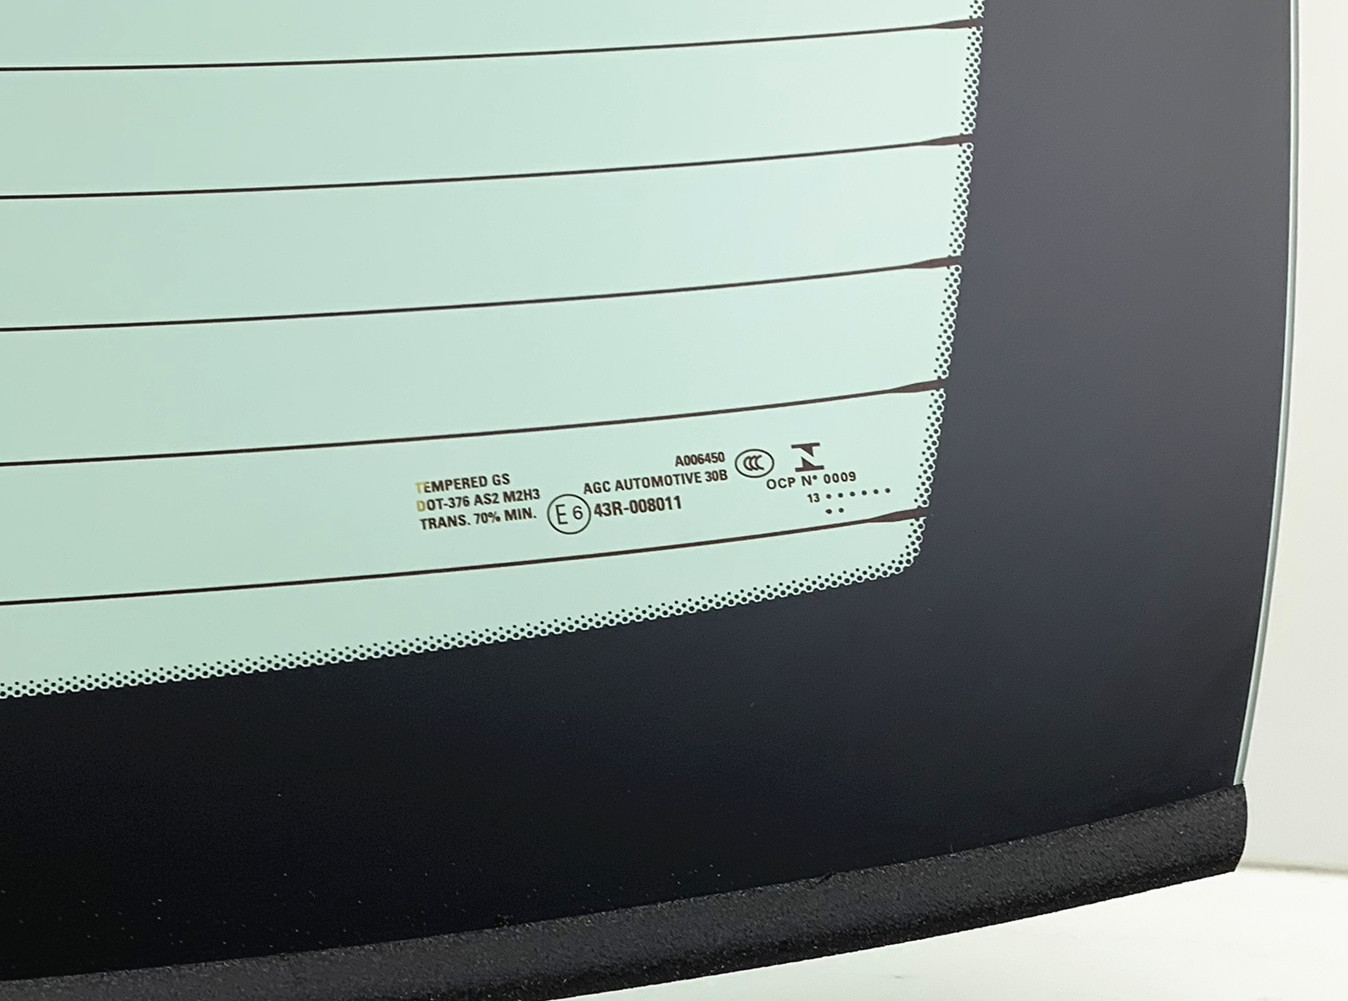 TEMPERED GS
DOT-376 AS2 M2H3
TRANS. 70% MIN.
A006450
AGC AUTOMOTIVE 30B
E6 43R-008011
CCC
N
OCP N° 0009
13 • • • • • •
• •